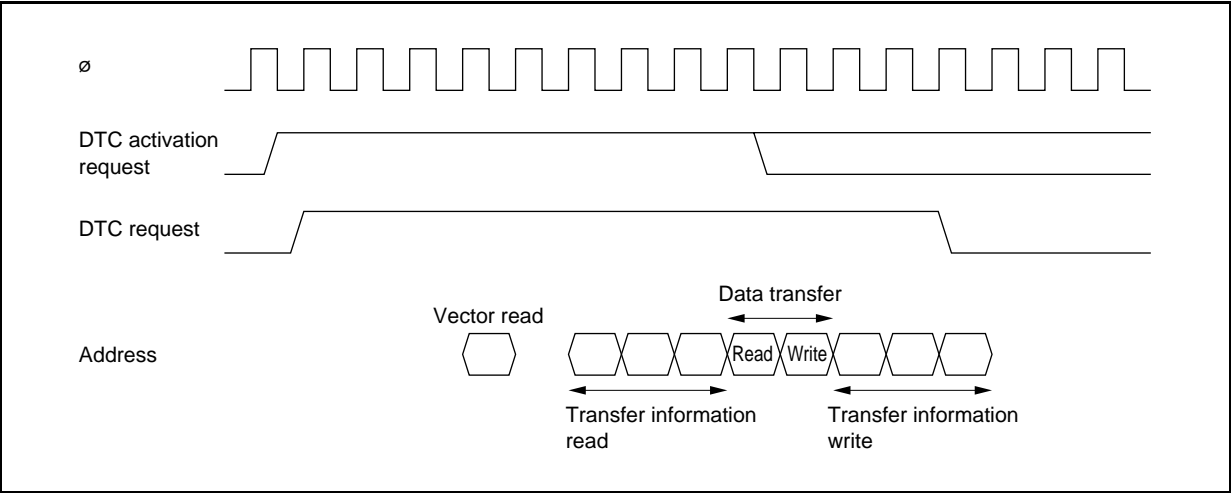 ø
DTC activation
request
DTC request
Data transfer
Vector read
Address
Read
Write
Transfer information
read
Transfer information
write